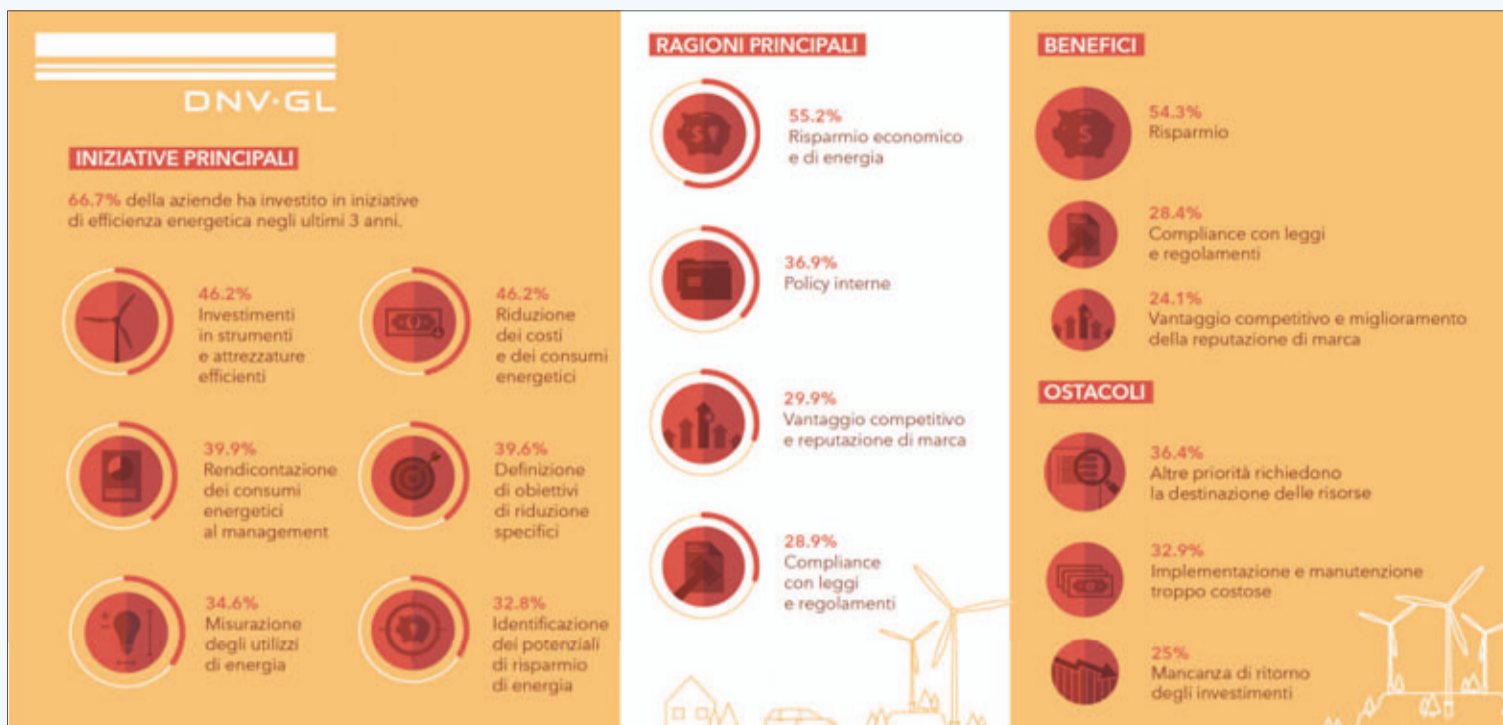 DNV·GL
INIZIATIVE PRINCIPALI
66.7% della aziende ha investito in iniziative
di efficienza energetica negli ultimi 3 anni.
46.2%
Investimenti
in strumenti
e attrezzature
efficienti
46.2%
Riduzione
dei costi
e dei consumi
energetici
39.9%
Rendicontazione
dei consumi
energetici
al management
39.6%
Definizione
di obiettivi
di riduzione
specifici
34.6%
Misurazione
degli utilizzi
di energia
32.8%
Identificazione
dei potenziali
di risparmio
di energia
RAGIONI PRINCIPALI
55.2%
Risparmio economico
e di energia
36.9%
Policy interne
29.9%
Vantaggio competitivo
e reputazione di marca
28.9%
Compliance
con leggi
e regolamenti
BENEFICI
54.3%
Risparmio
28.4%
Compliance con leggi
e regolamenti
24.1%
Vantaggio competitivo e miglioramento
della reputazione di marca
OSTACOLI
36.4%
Altre priorità richiedono
la destinazione delle risorse
32.9%
Implementazione e manutenzione
troppo costose
25%
Mancanza di ritorno
degli investimenti